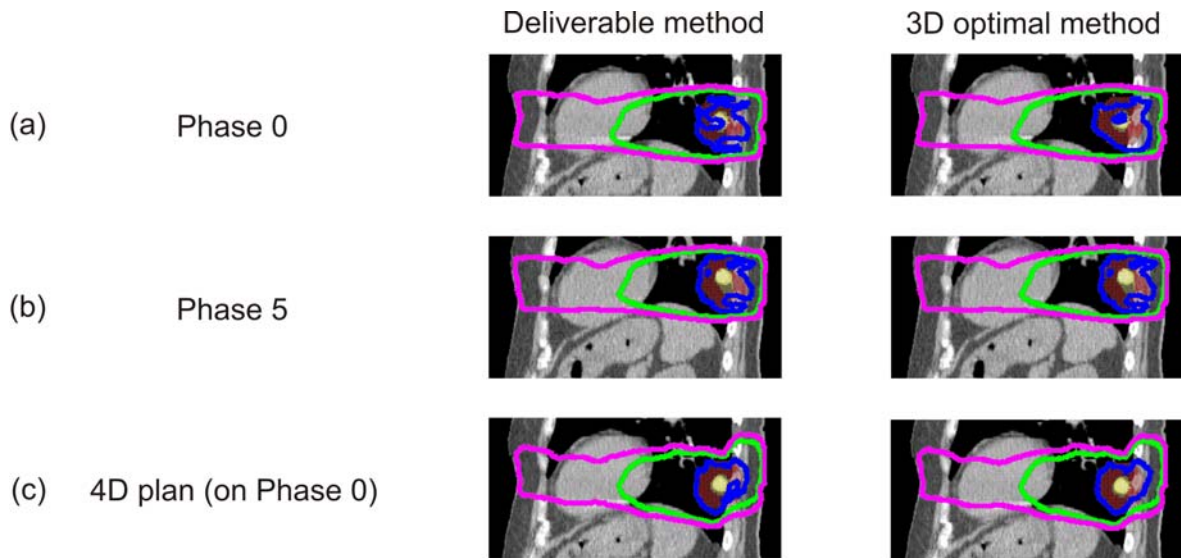 Deliverable method 3D optimal method
(a) Phase 0
(b) Phase 5
(c) 4D plan (on Phase 0)